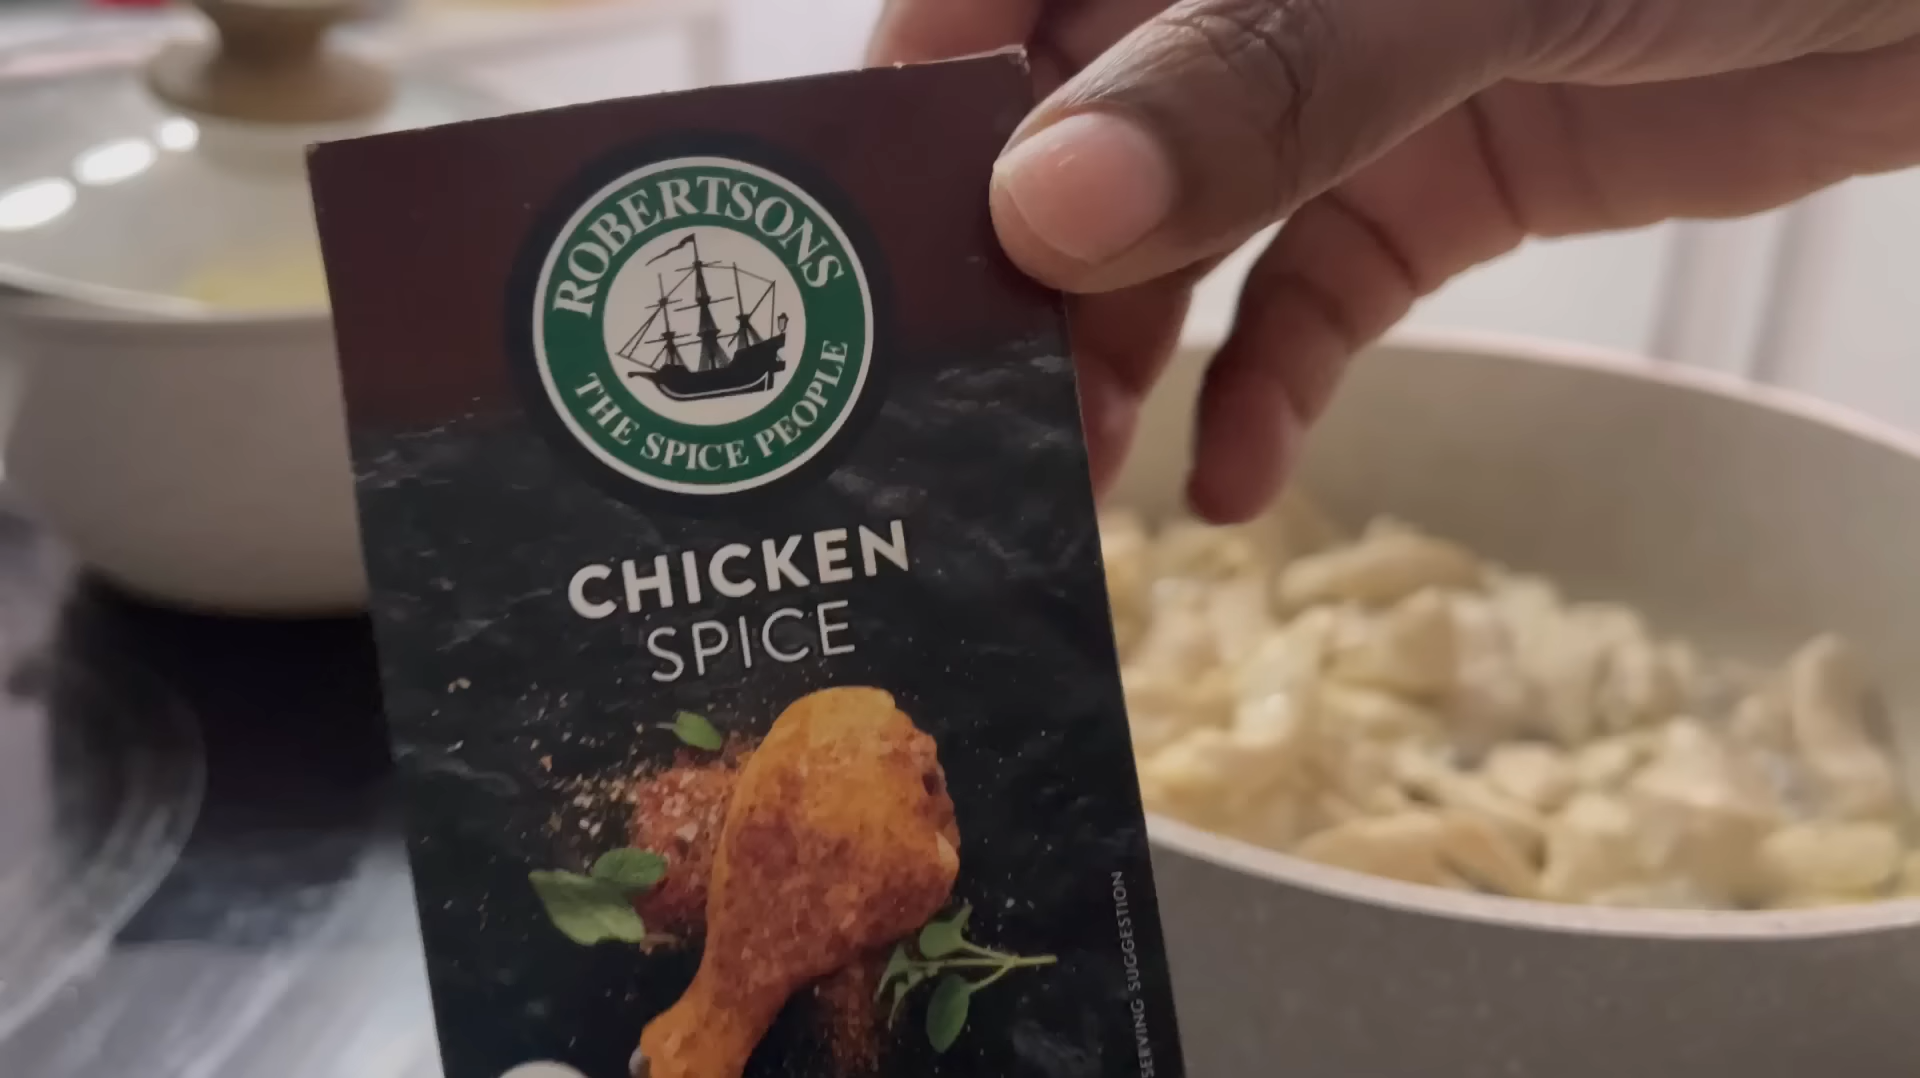 ROBERTSONS
THE SPICE PEOPLE
CHICKEN
SPICE
SERVING SUGGESTION